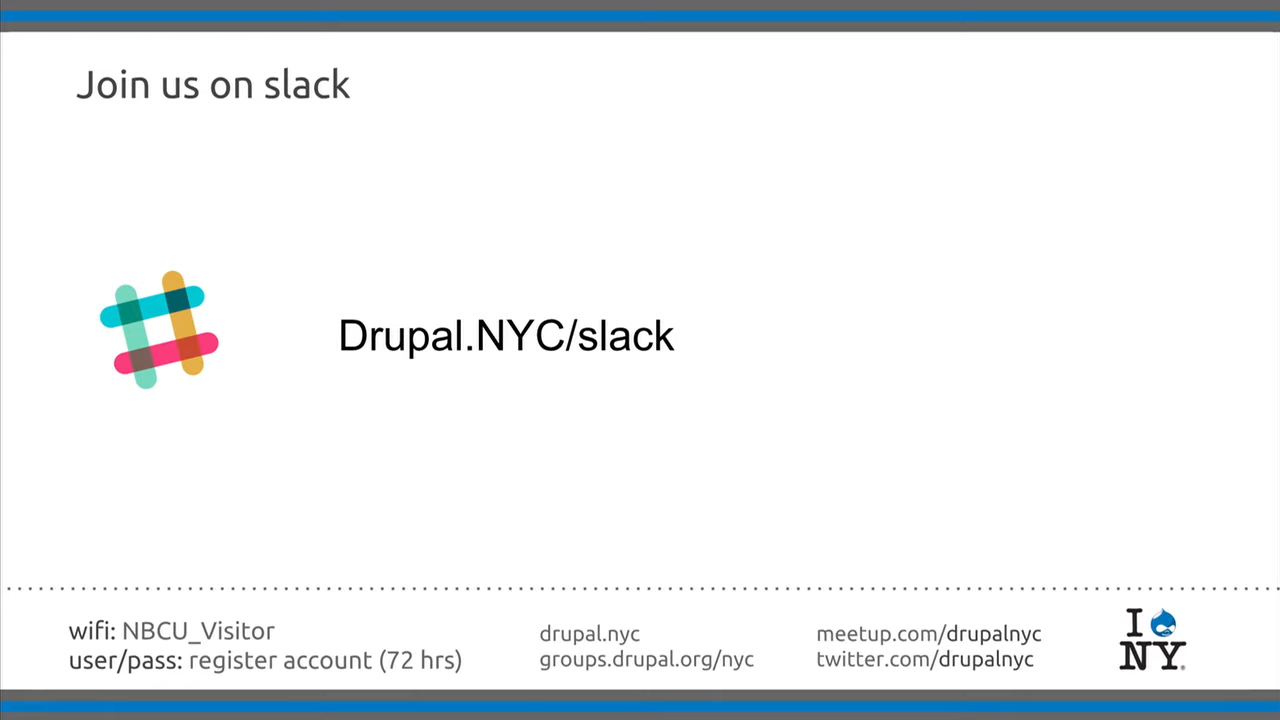 Join us on slack
Drupal.NYC/slack
wifi: NBCU_Visitor
user/pass: register account (72 hrs)
drupal.nyc
groups.drupal.org/nyc
meetup.com/drupalnyc
twitter.com/drupalnyc
I
NY